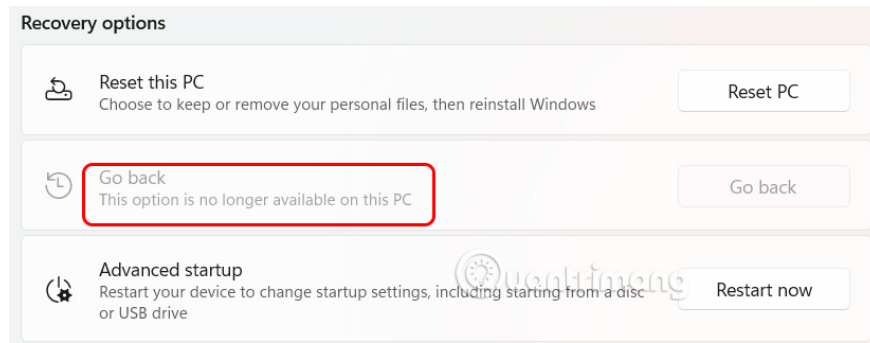 Recovery options
Reset this PC
Choose to keep or remove your personal files, then reinstall Windows
Reset PC
Go back
This option is no longer available on this PC
Go back
Advanced startup
Restart your device to change startup settings, including starting from a disc
or USB drive
Restart now
Quantrimang